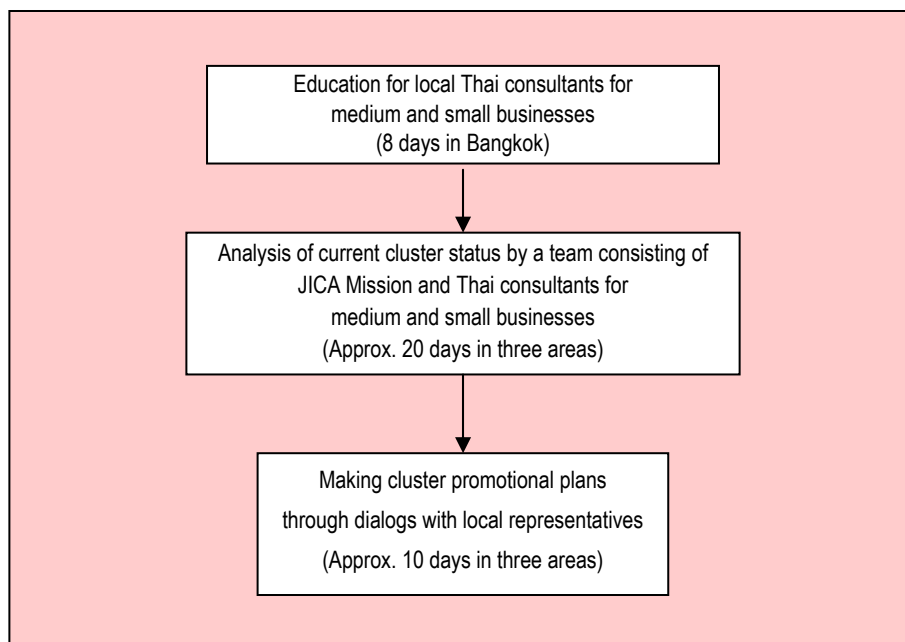 Education for local Thai consultants for
medium and small businesses
(8 days in Bangkok)
Analysis of current cluster status by a team consisting of
JICA Mission and Thai consultants for
medium and small businesses
(Approx. 20 days in three areas)
Making cluster promotional plans
through dialogs with local representatives
(Approx. 10 days in three areas)